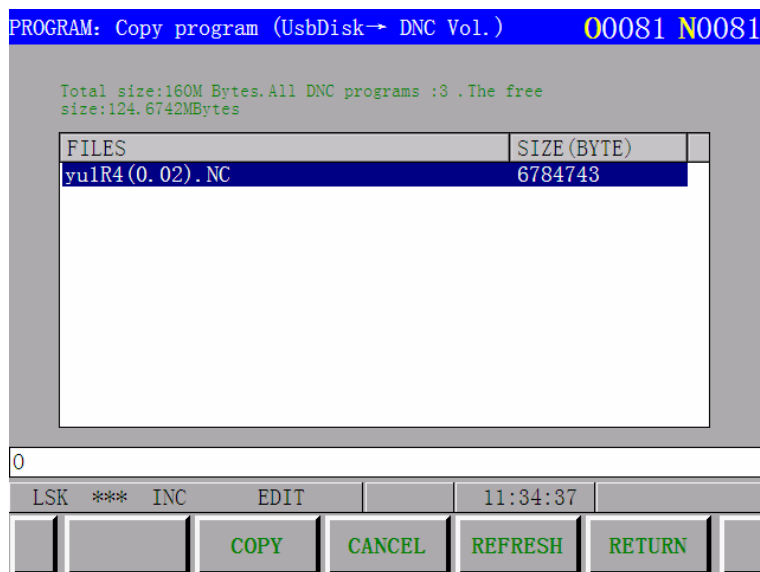 PROGRAM: Copy program (UsbDisk→ DNC Vol.) O0081 N0081
Total size:160M Bytes.All DNC programs :3 .The free
size:124.6742MBytes
FILES SIZE(BYTE)
yu1R4(0.02).NC 6784743
O
LSK *** INC EDIT 11:34:37
COPY CANCEL REFRESH RETURN